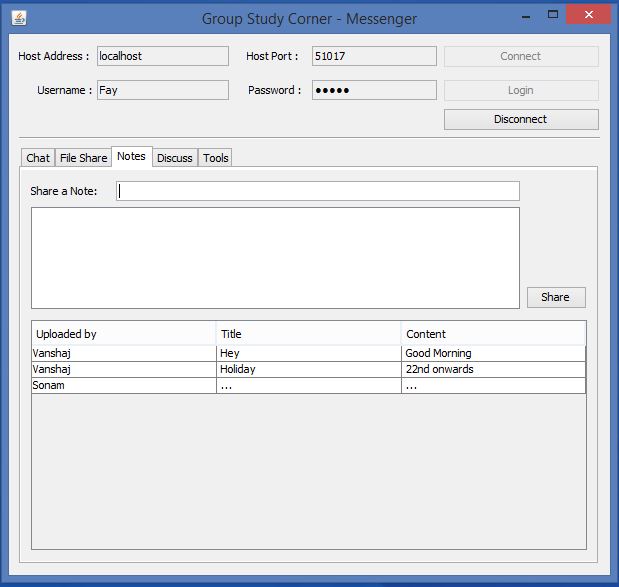 Group Study Corner - Messenger
Host Address : localhost Host Port : 51017 Connect
Username : Fay Password : ●●●●● Login
Disconnect
Chat File Share Notes Discuss Tools
Share a Note:
Share
Uploaded by Title Content
Vanshaj Hey Good Morning
Vanshaj Holiday 22nd onwards
Sonam ... ...